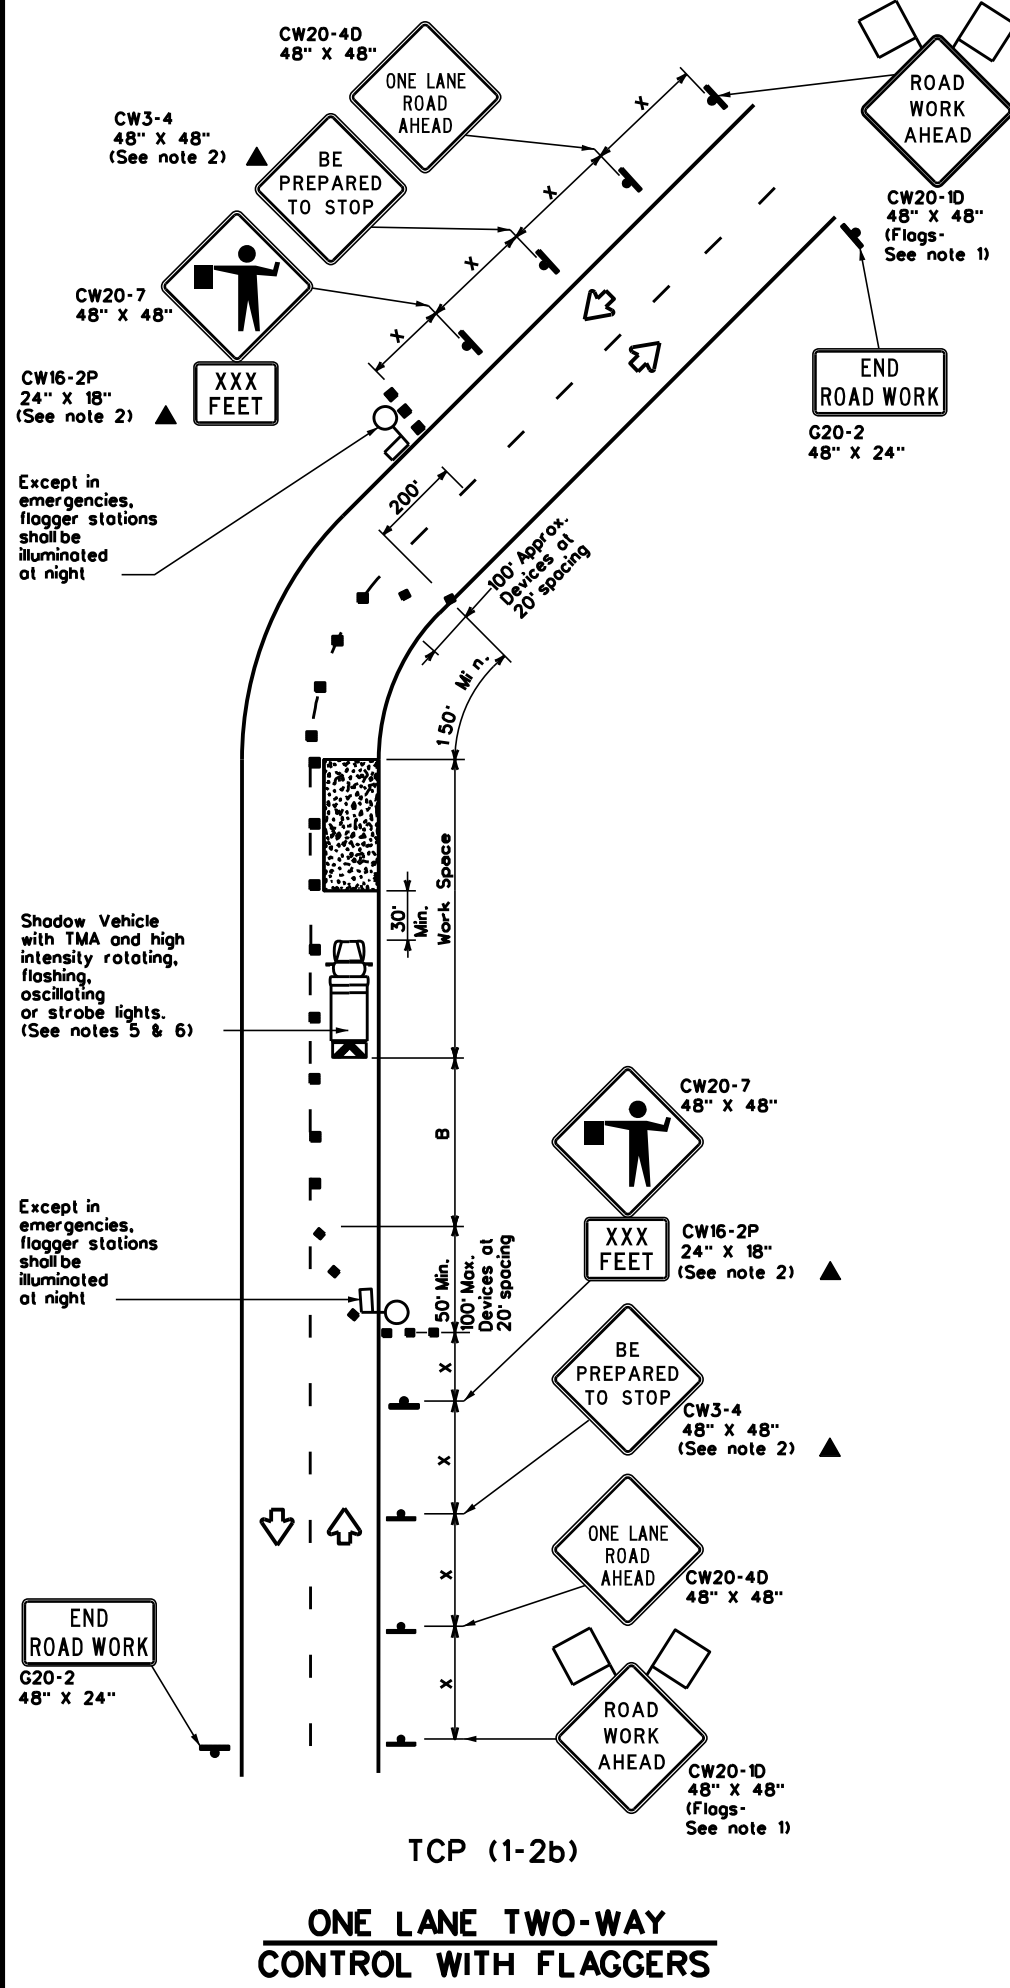 CW20-4D
48" X 48"
ONE LANE
ROAD
AHEAD
X
ROAD
WORK
AHEAD
CW3-4
48" X 48"
(See note 2)
BE
PREPARED
TO STOP
X
CW20-1D
48" X 48"
(Flags-
See note 1)
X
CW20-7
48" X 48"
X
CW16-2P
24" X 18"
(See note 2)
XXX
FEET
END
ROAD WORK
G20-2
48" X 24"
Except in
emergencies,
flagger stations
shall be
illuminated
at night
200'
100' Approx.
Devices at
20' spacing
150' Min.
Work Space
30'
Min.
Shadow Vehicle
with TMA and high
intensity rotating,
flashing,
oscillating
or strobe lights.
(See notes 5 & 6)
B
CW20-7
48" X 48"
XXX
FEET
CW16-2P
24" X 18"
(See note 2)
Except in
emergencies,
flagger stations
shall be
illuminated
at night
50' Min.
100' Max.
Devices at
20' spacing
X
BE
PREPARED
TO STOP
CW3-4
48" X 48"
(See note 2)
X
ONE LANE
ROAD
AHEAD
CW20-4D
48" X 48"
X
END
ROAD WORK
G20-2
48" X 24"
X
ROAD
WORK
AHEAD
CW20-1D
48" X 48"
(Flags-
See note 1)
TCP (1-2b)
ONE LANE TWO-WAY
CONTROL WITH FLAGGERS